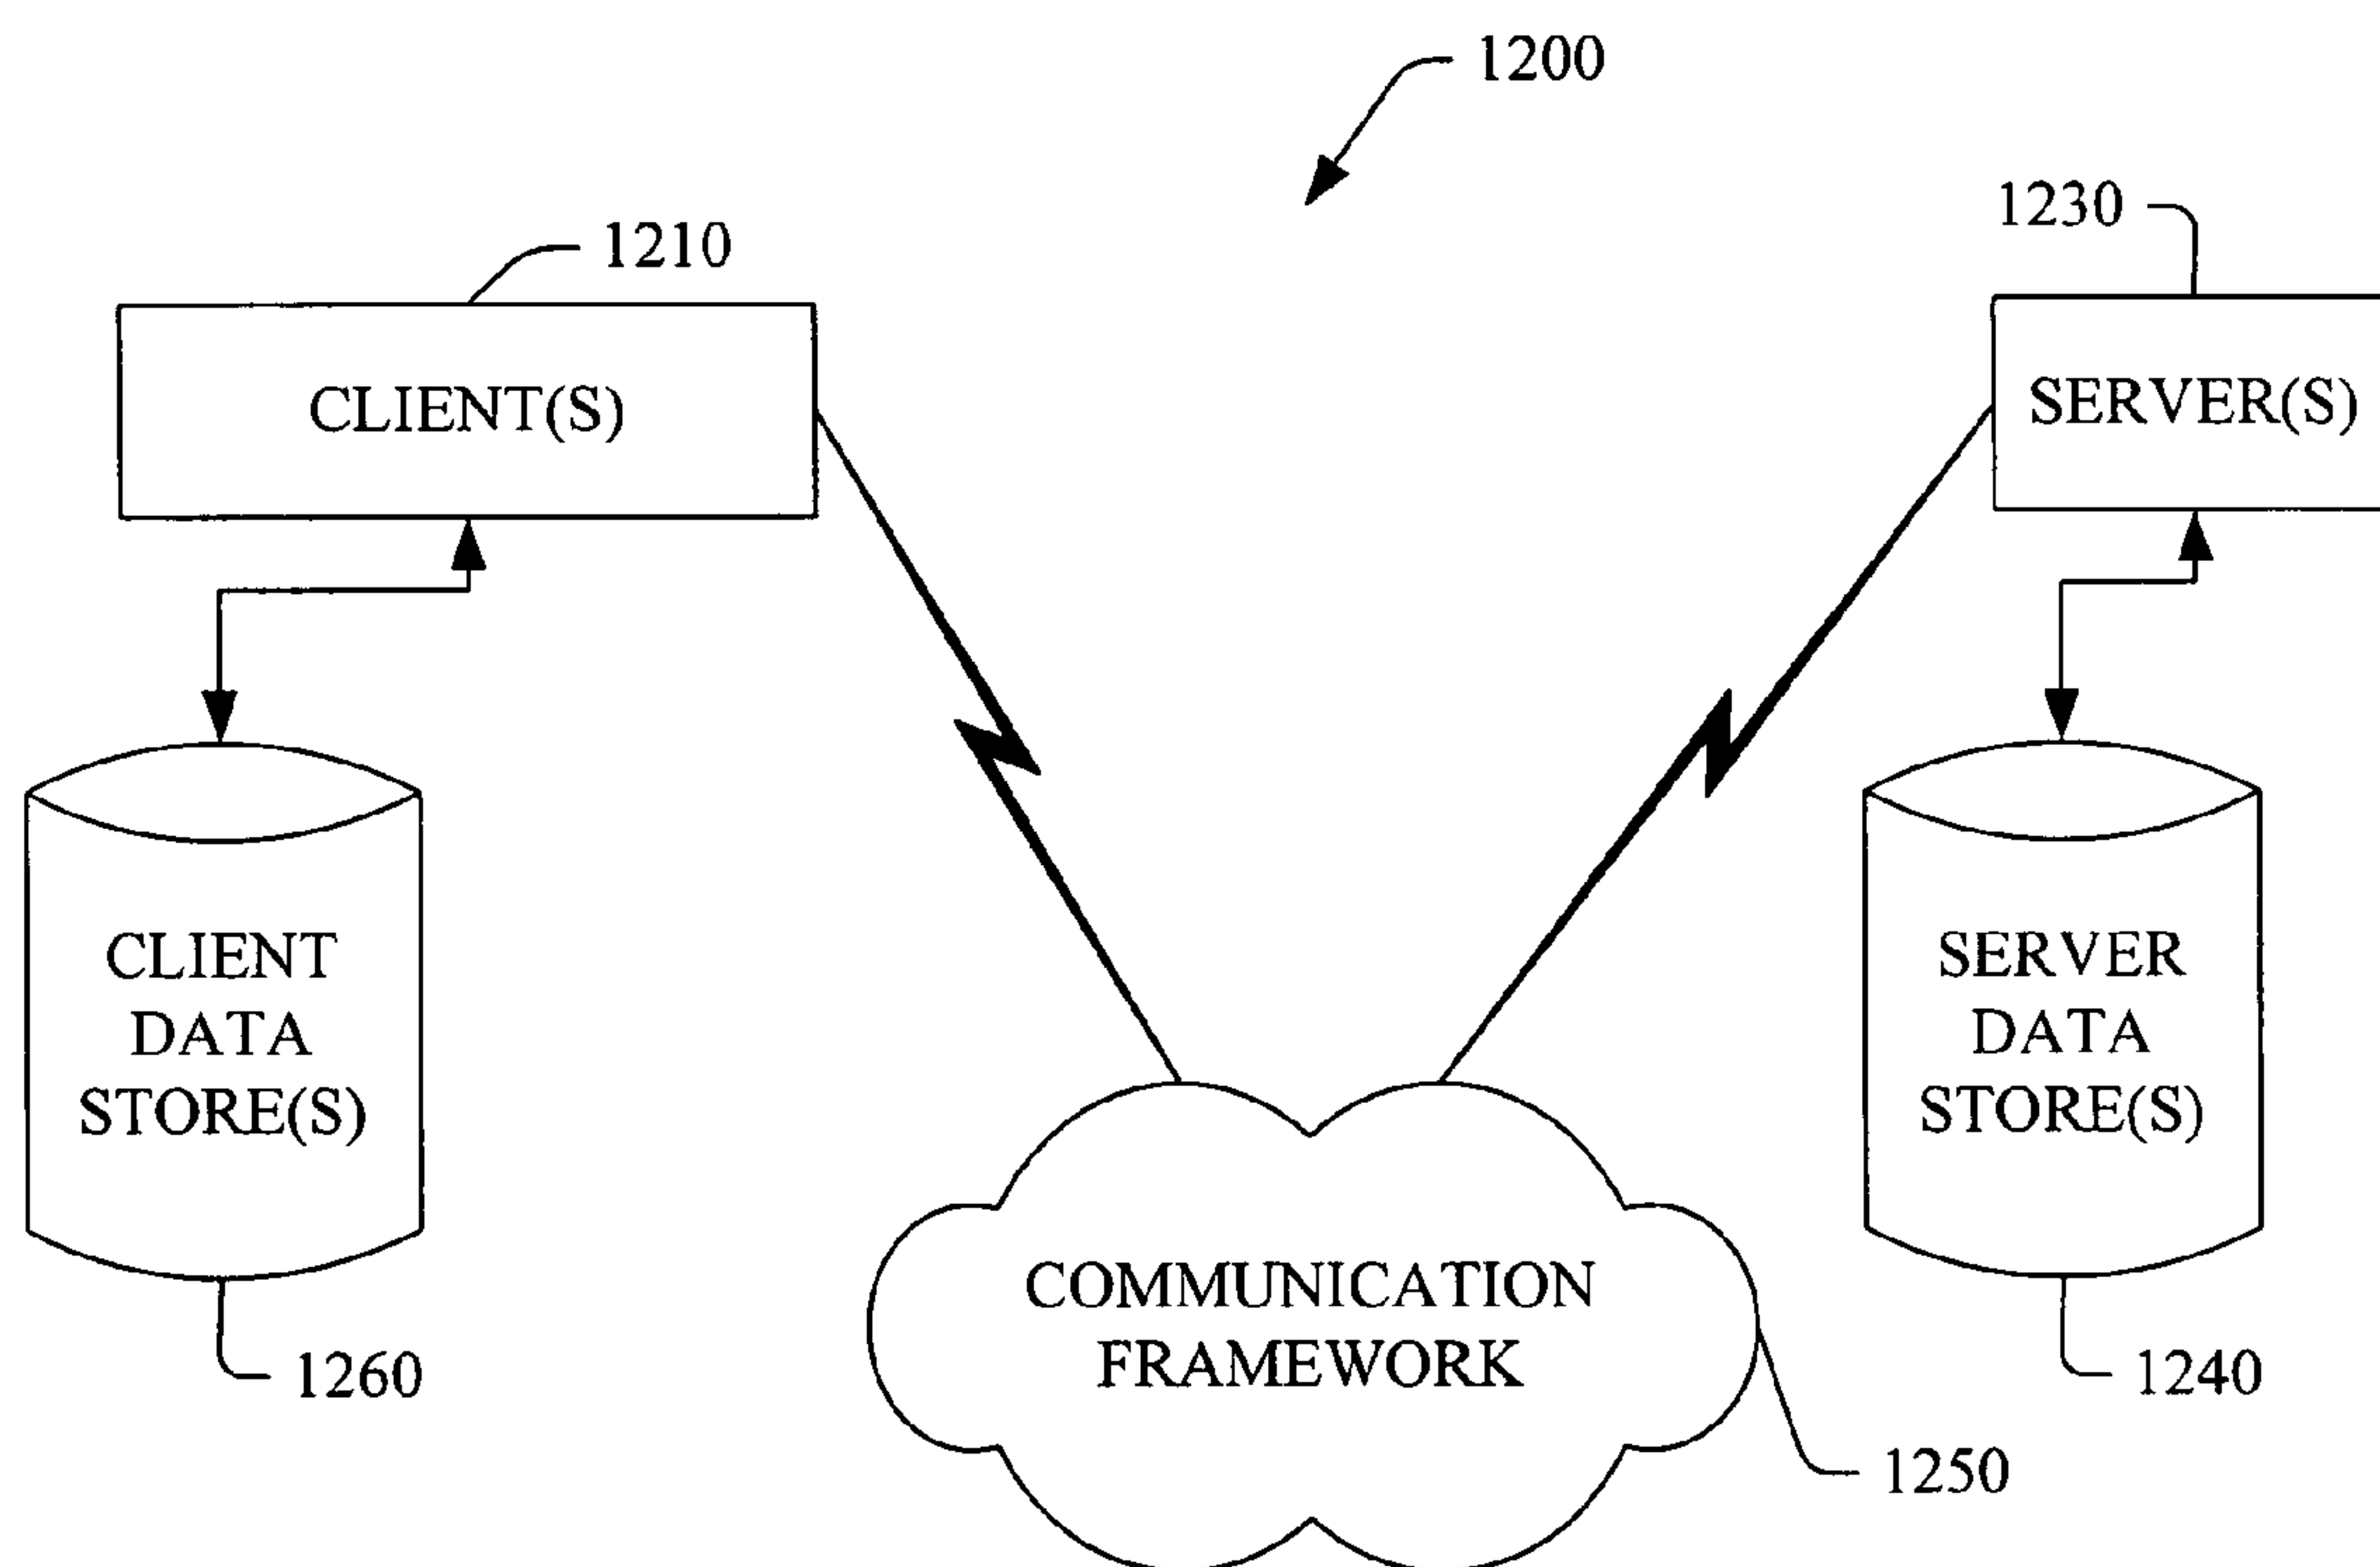 1200
1210
1230
CLIENT(S)
SERVER(S)
CLIENT
DATA
STORE(S)
SERVER
DATA
STORE(S)
COMMUNICATION
FRAMEWORK
1260
1240
1250